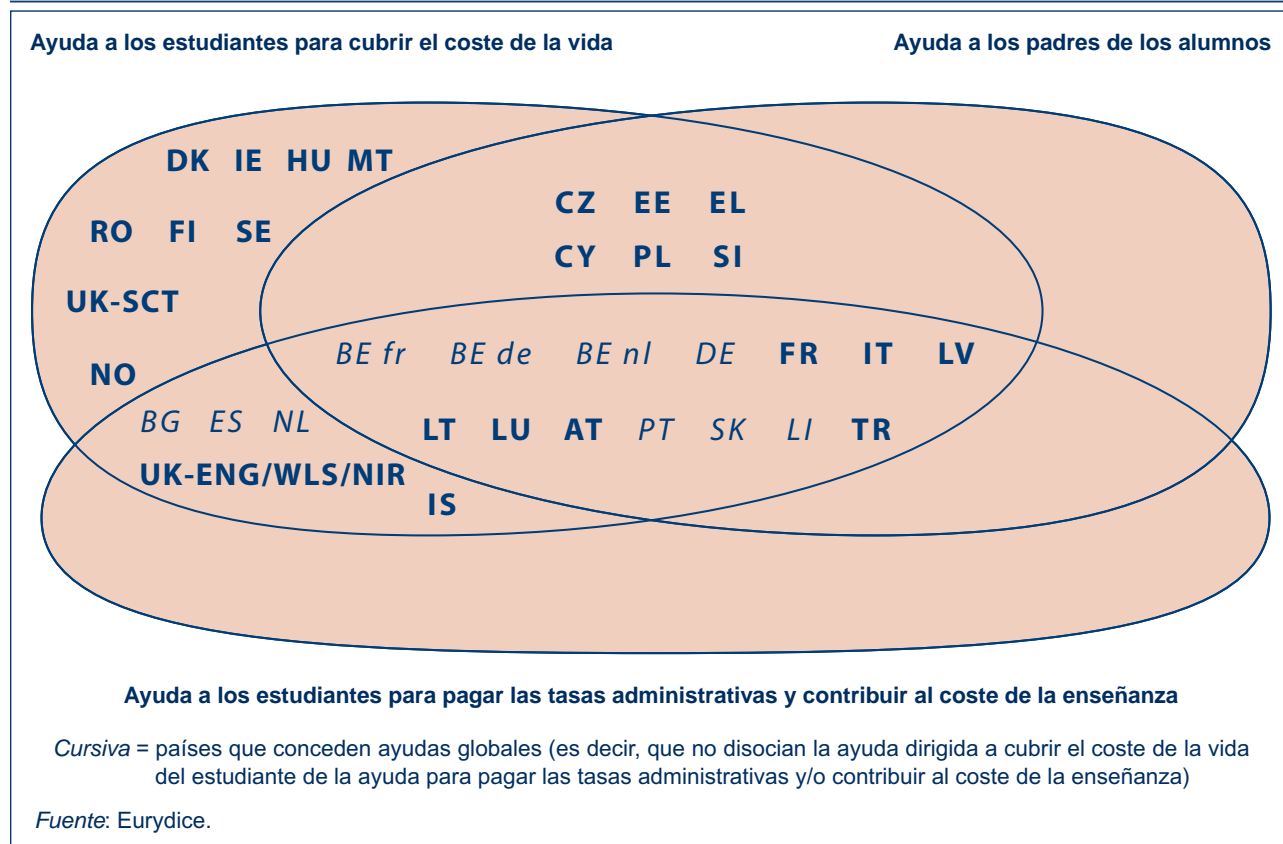 Ayuda a los estudiantes para cubrir el coste de la vida
Ayuda a los padres de los alumnos
DK IE HU MT
CZ EE EL
RO FI SE
CY PL SI
UK-SCT
BE fr BE de BE nl DE FR IT LV
NO
BG ES NL
LT LU AT PT SK LI TR
UK-ENG/WLS/NIR
IS
Ayuda a los estudiantes para pagar las tasas administrativas y contribuir al coste de la enseñanza
Cursiva = países que conceden ayudas globales (es decir, que no disocian la ayuda dirigida a cubrir el coste de la vida
del estudiante de la ayuda para pagar las tasas administrativas y/o contribuir al coste de la enseñanza)
Fuente: Eurydice.